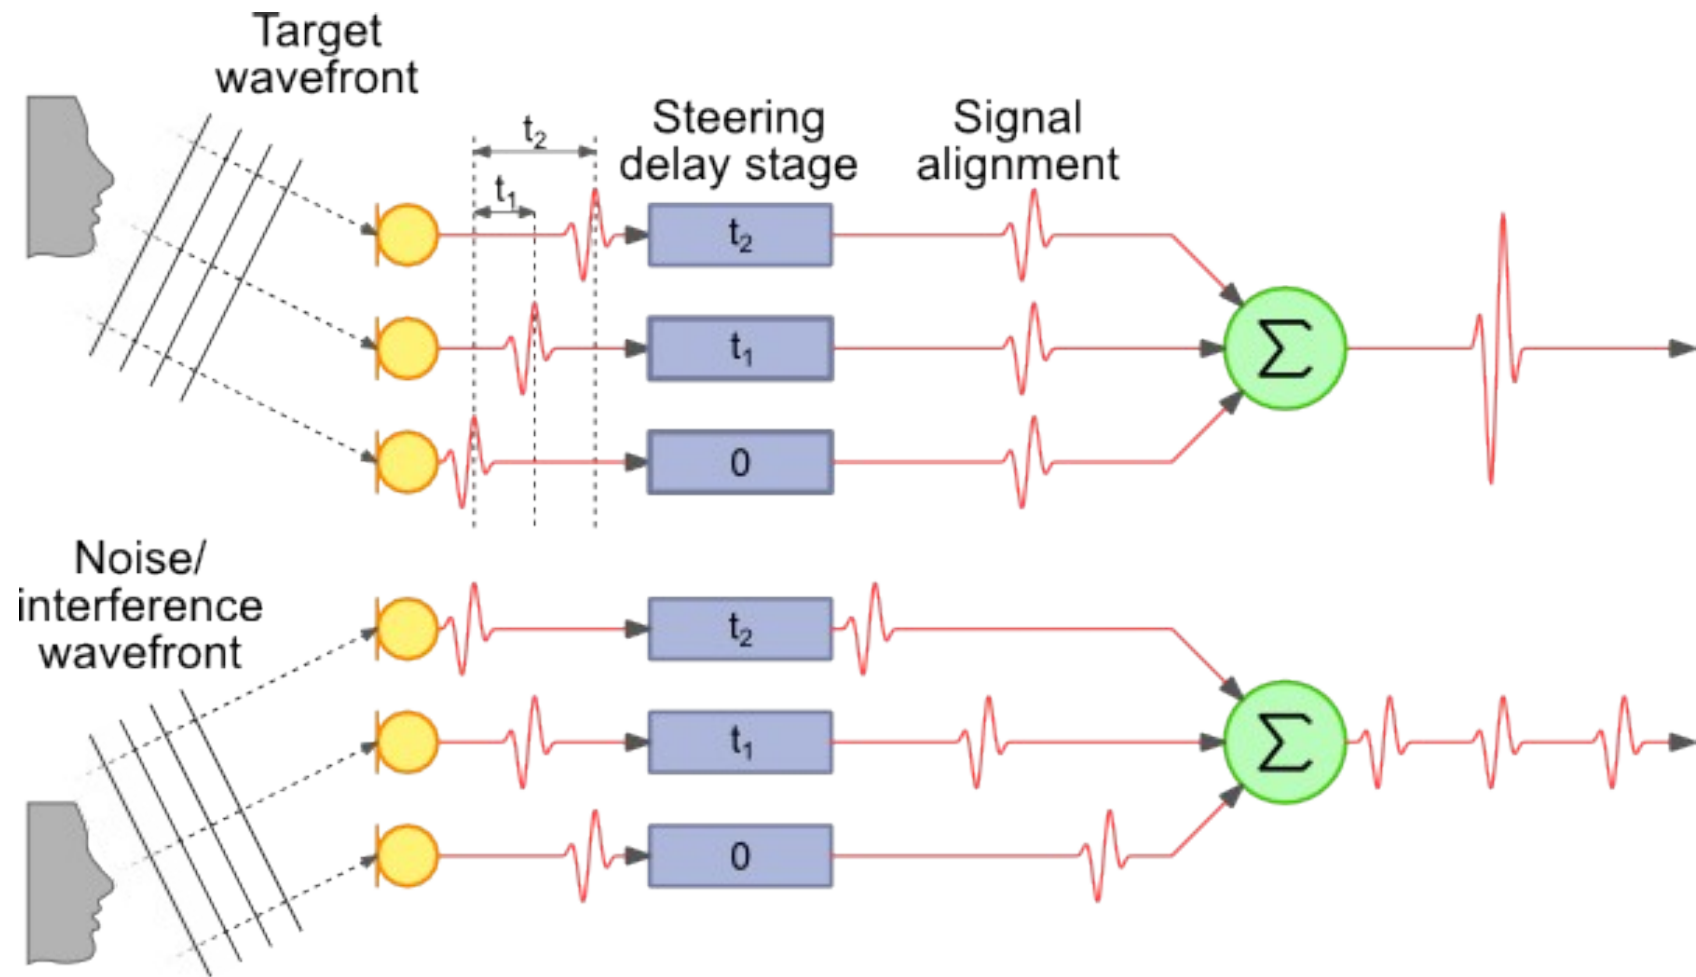 Target
wavefront
t₂
t₁
Steering
delay stage
Signal
alignment
t₂
t₁
0
Σ
Noise/
interference
wavefront
t₂
t₁
0
Σ